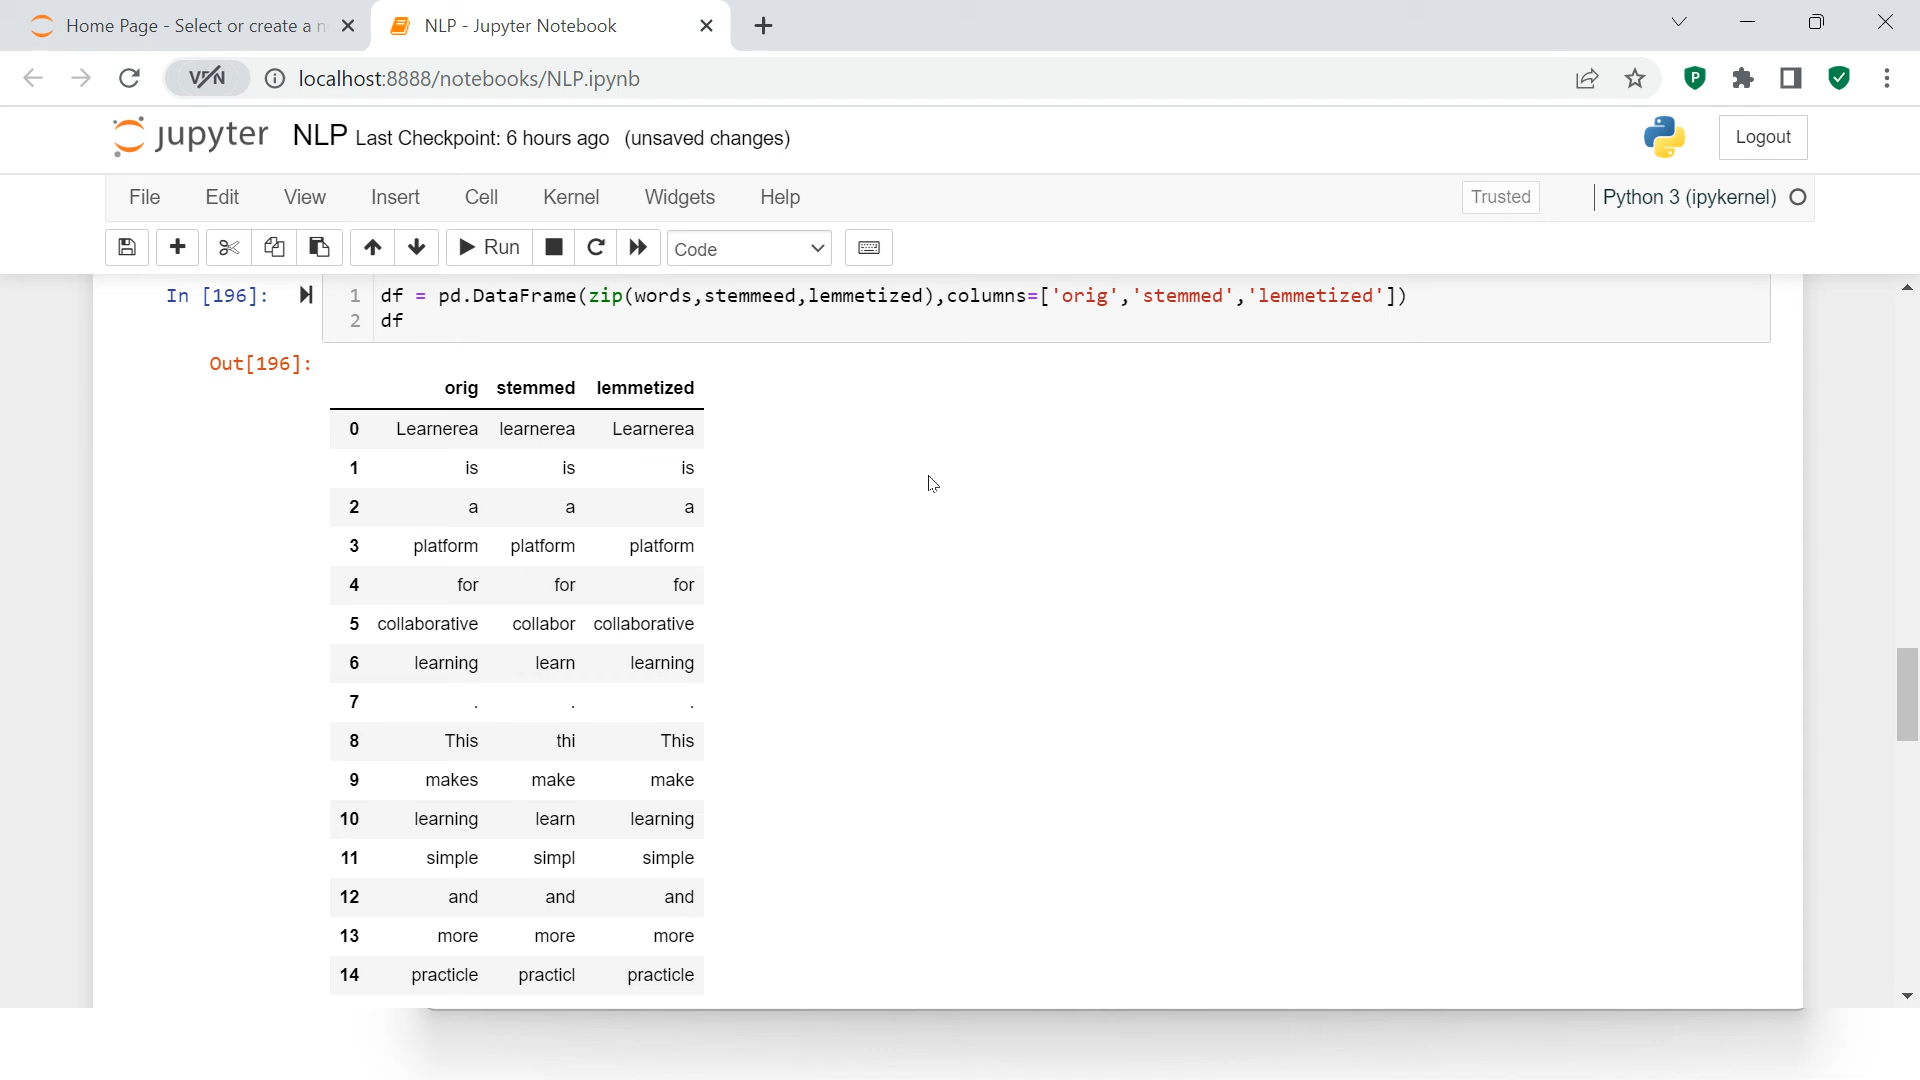 Home Page - Select or create a n
NLP - Jupyter Notebook
VPN
localhost:8888/notebooks/NLP.ipynb
P
jupyter NLP Last Checkpoint: 6 hours ago (unsaved changes)
Logout
File Edit View Insert Cell Kernel Widgets Help
Trusted
Python 3 (ipykernel)
Run
Code
In [196]:
1 df = pd.DataFrame(zip(words,stemmeed,lemmetized),columns=['orig','stemmed','lemmetized'])
2 df
Out[196]:
orig stemmed lemmetized
0 Learnerea learnerea Learnerea
1 is is is
2 a a a
3 platform platform platform
4 for for for
5 collaborative collabor collaborative
6 learning learn learning
7 . . .
8 This thi This
9 makes make make
10 learning learn learning
11 simple simpl simple
12 and and and
13 more more more
14 practicle practicl practicle